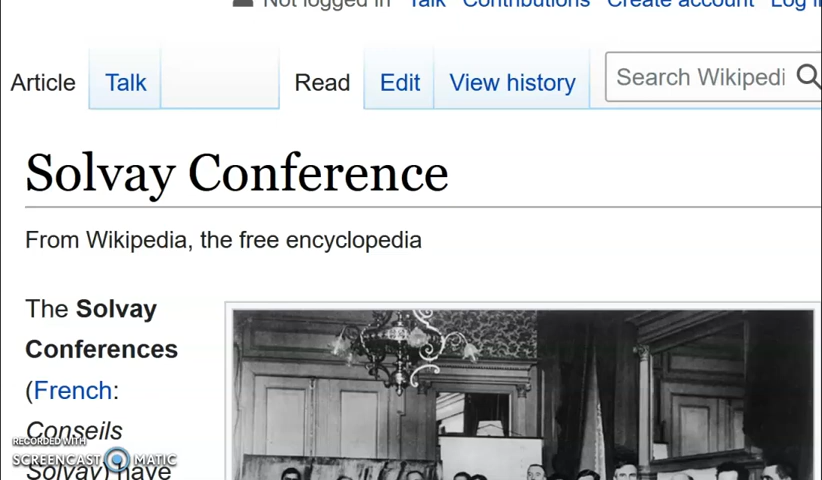 Not logged in Talk Contributions Create account Log in
Article Talk Read Edit View history Search Wikipedi
Solvay Conference
From Wikipedia, the free encyclopedia
The Solvay
Conferences
(French:
Conseils
Solvay) have
RECORDED WITH
SCREENCAST MATIC